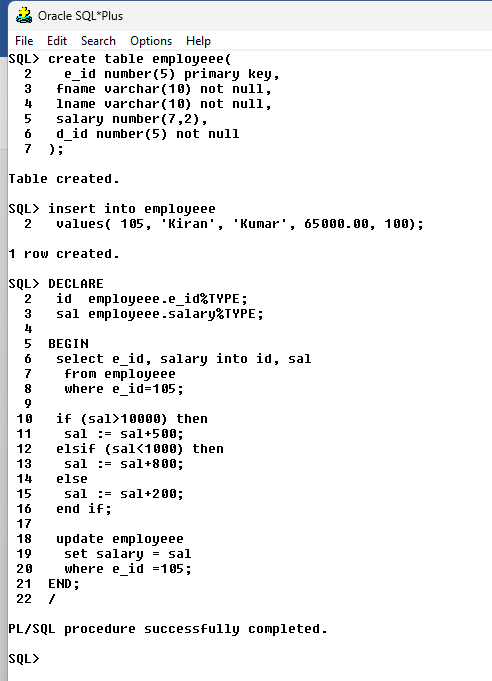 Oracle SQL*Plus
File Edit Search Options Help
SQL> create table employeee(
  2    e_id number(5) primary key,
  3   fname varchar(10) not null,
  4   lname varchar(10) not null,
  5   salary number(7,2),
  6   d_id number(5) not null
  7  );
Table created.
SQL> insert into employeee
  2   values( 105, 'Kiran', 'Kumar', 65000.00, 100);
1 row created.
SQL> DECLARE
  2   id  employeee.e_id%TYPE;
  3   sal employeee.salary%TYPE;
  4
  5  BEGIN
  6   select e_id, salary into id, sal
  7    from employeee
  8    where e_id=105;
  9
 10   if (sal>10000) then
 11    sal := sal+500;
 12   elsif (sal<1000) then
 13    sal := sal+800;
 14   else
 15    sal := sal+200;
 16   end if;
 17
 18   update employeee
 19    set salary = sal
 20    where e_id =105;
 21  END;
 22  /
PL/SQL procedure successfully completed.
SQL>